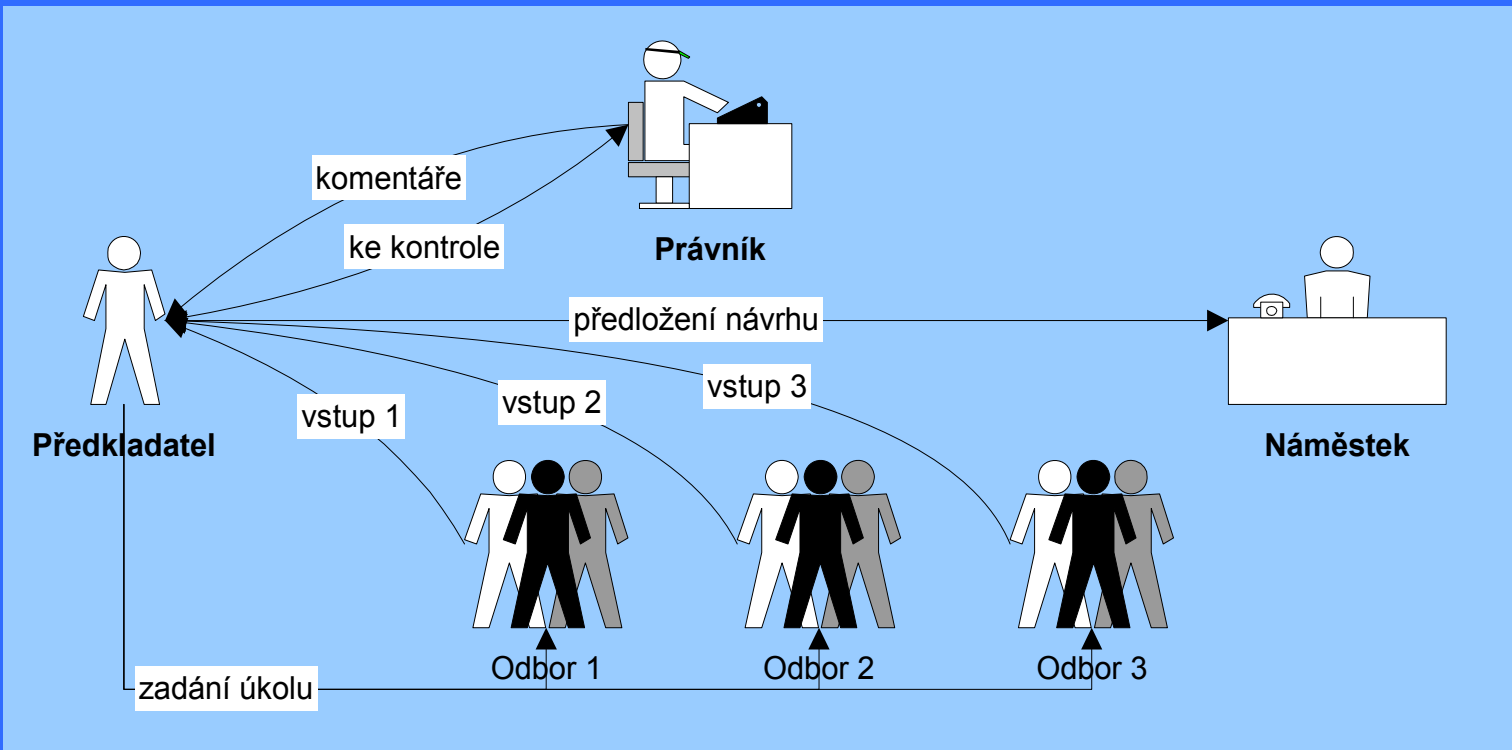 komentáře
ke kontrole
Právník
předložení návrhu
vstup 1
vstup 2
vstup 3
Předkladatel
Náměstek
Odbor 1
Odbor 2
Odbor 3
zadání úkolu